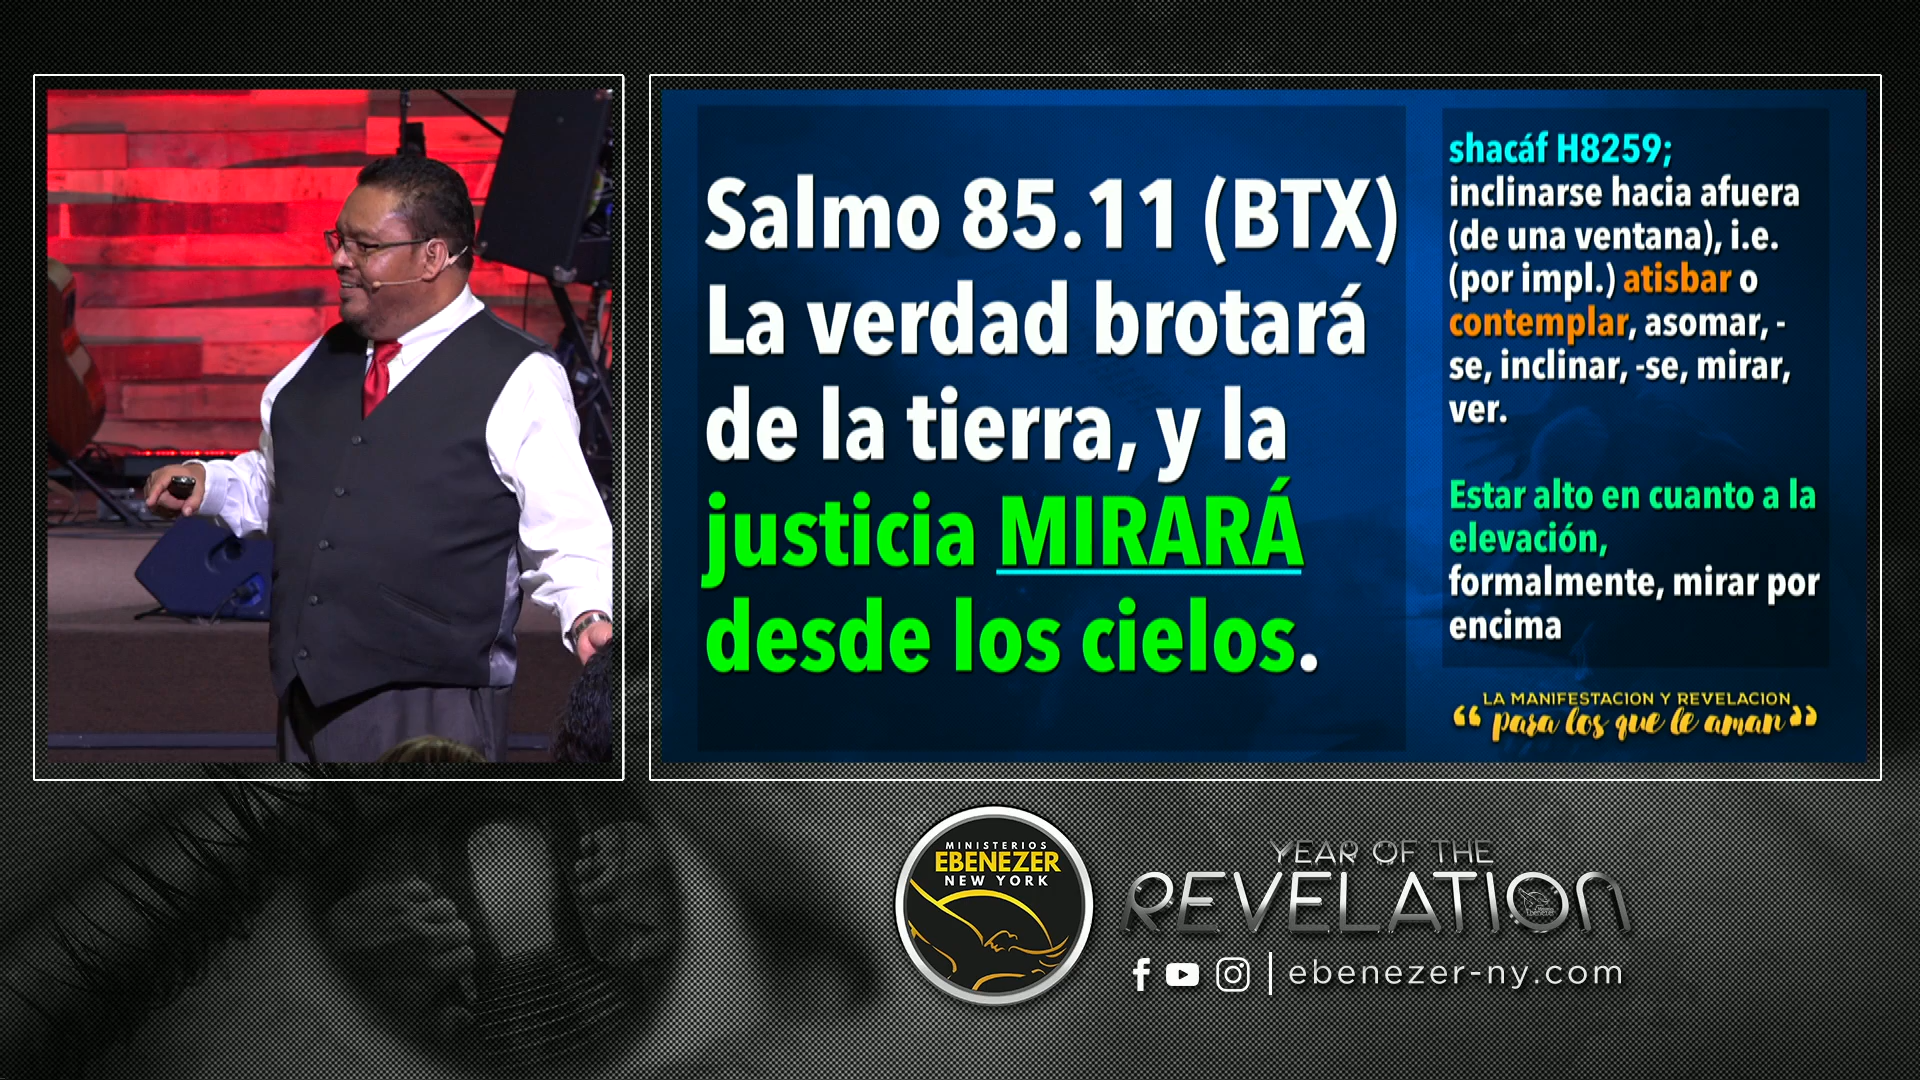 Salmo 85.11 (BTX)
La verdad brotará
de la tierra, y la
justicia MIRARÁ
desde los cielos.
shacáf H8259;
inclinarse hacia afuera
(de una ventana), i.e.
(por impl.) atisbar o
contemplar, asomar, -
se, inclinar, -se, mirar,
ver.
Estar alto en cuanto a la
elevación,
formalmente, mirar por
encima
LA MANIFESTACION Y REVELACION
“para los que le aman”
MINISTERIOS
EBENEZER
NEW YORK
YEAR OF THE
REVELATION
ebenezer-ny.com